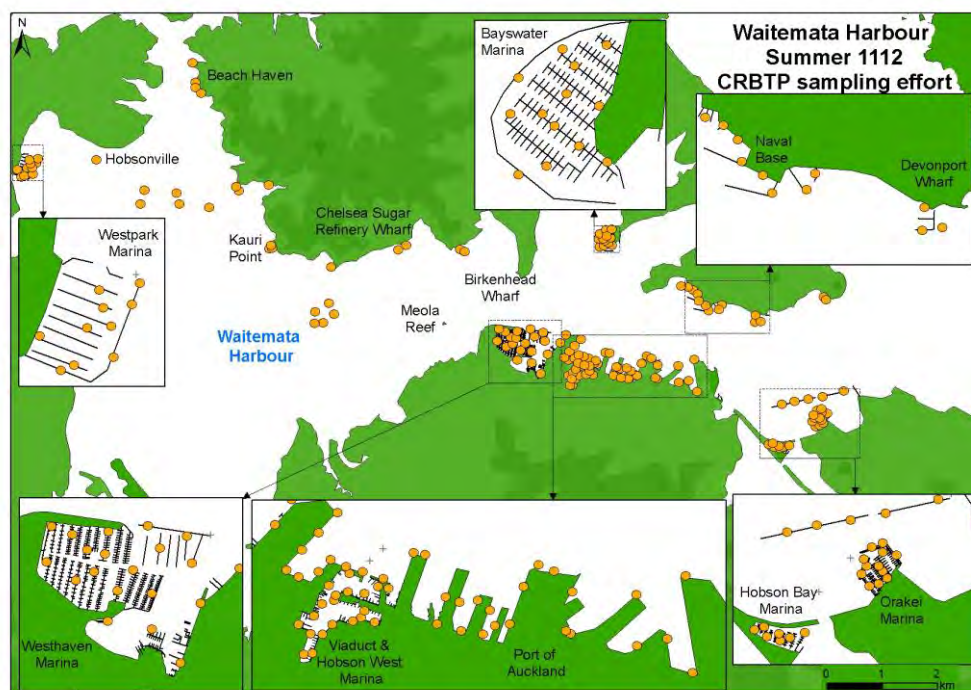 N
Waitemata Harbour
Summer 1112
CRBTP sampling effort
Bayswater
Marina
Beach Haven
Naval
Base
Devonport
Wharf
Hobsonville
Westpark
Marina
Kauri
Point
Chelsea Sugar
Refinery Wharf
Birkenhead
Wharf
Meola
Reef
Waitemata
Harbour
Westhaven
Marina
Viaduct &
Hobson West
Marina
Port of
Auckland
Hobson Bay
Marina
Orakei
Marina
0 1 2
km